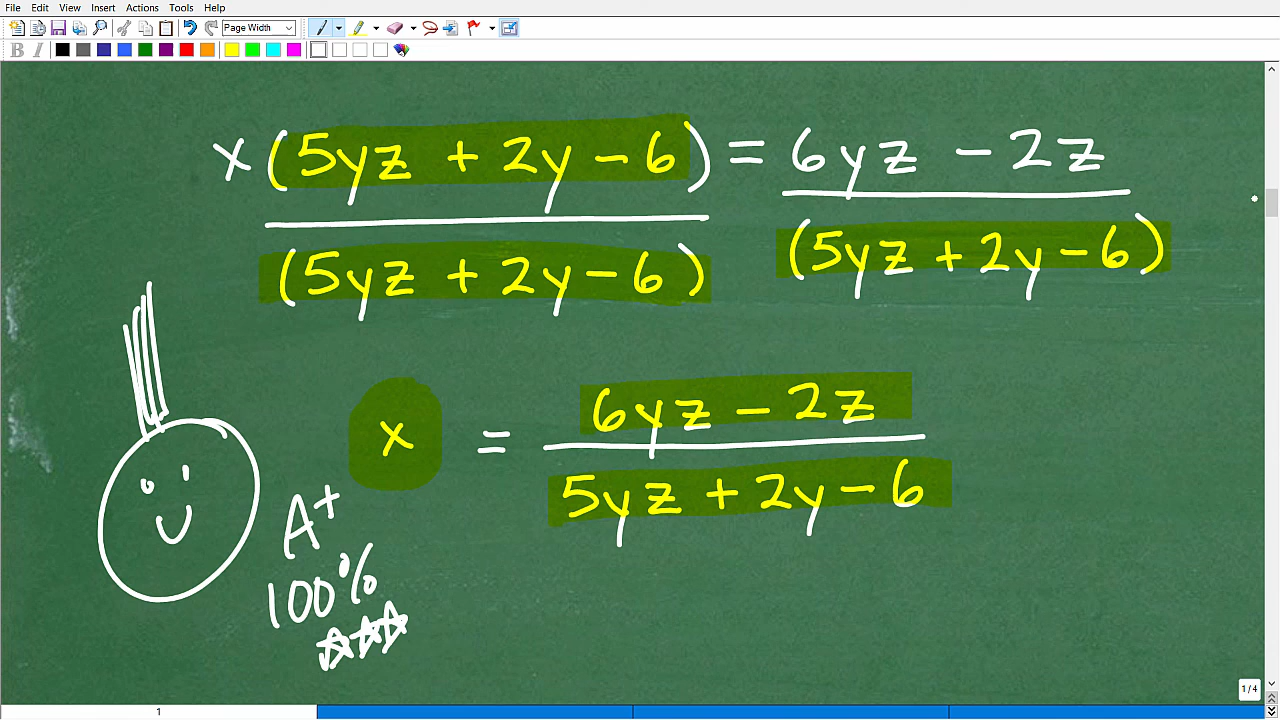 File Edit View Insert Actions Tools Help
Page Width
B I
x (5yz + 2y - 6) = 6yz - 2z
(5yz + 2y - 6) (5yz + 2y - 6)
x = 6yz - 2z
5yz + 2y - 6
A+
100%
1/4
1